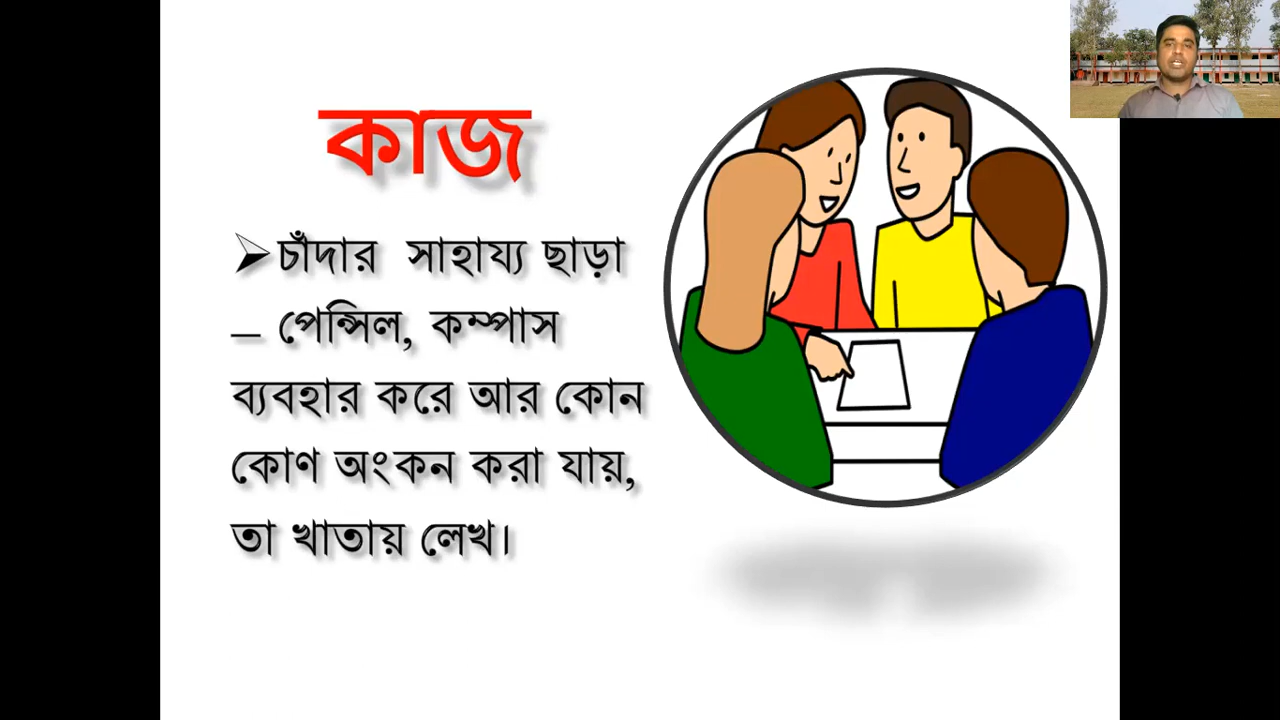 কাজ
➢চাঁদার সাহায্য ছাড়া
– পেন্সিল, কম্পাস
ব্যবহার করে আর কোন
কোণ অংকন করা যায়,
তা খাতায় লেখ।